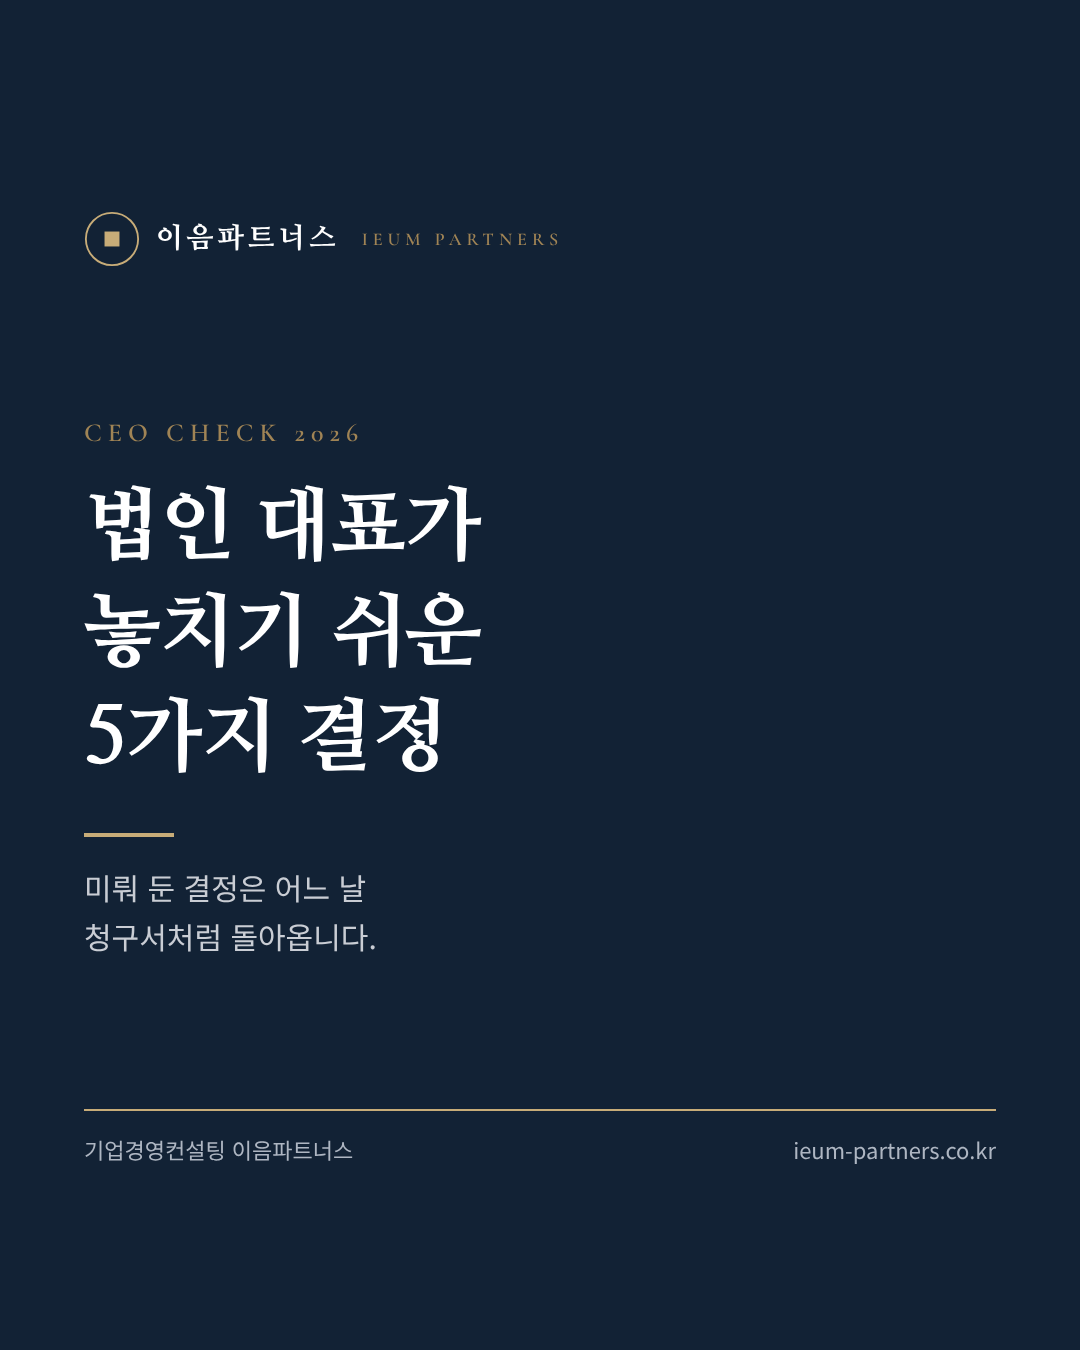 이음파트너스 IEUM PARTNERS
CEO CHECK 2026
법인 대표가
놓치기 쉬운
5가지 결정
미뤄 둔 결정은 어느 날
청구서처럼 돌아옵니다.
기업경영컨설팅 이음파트너스 ieum-partners.co.kr